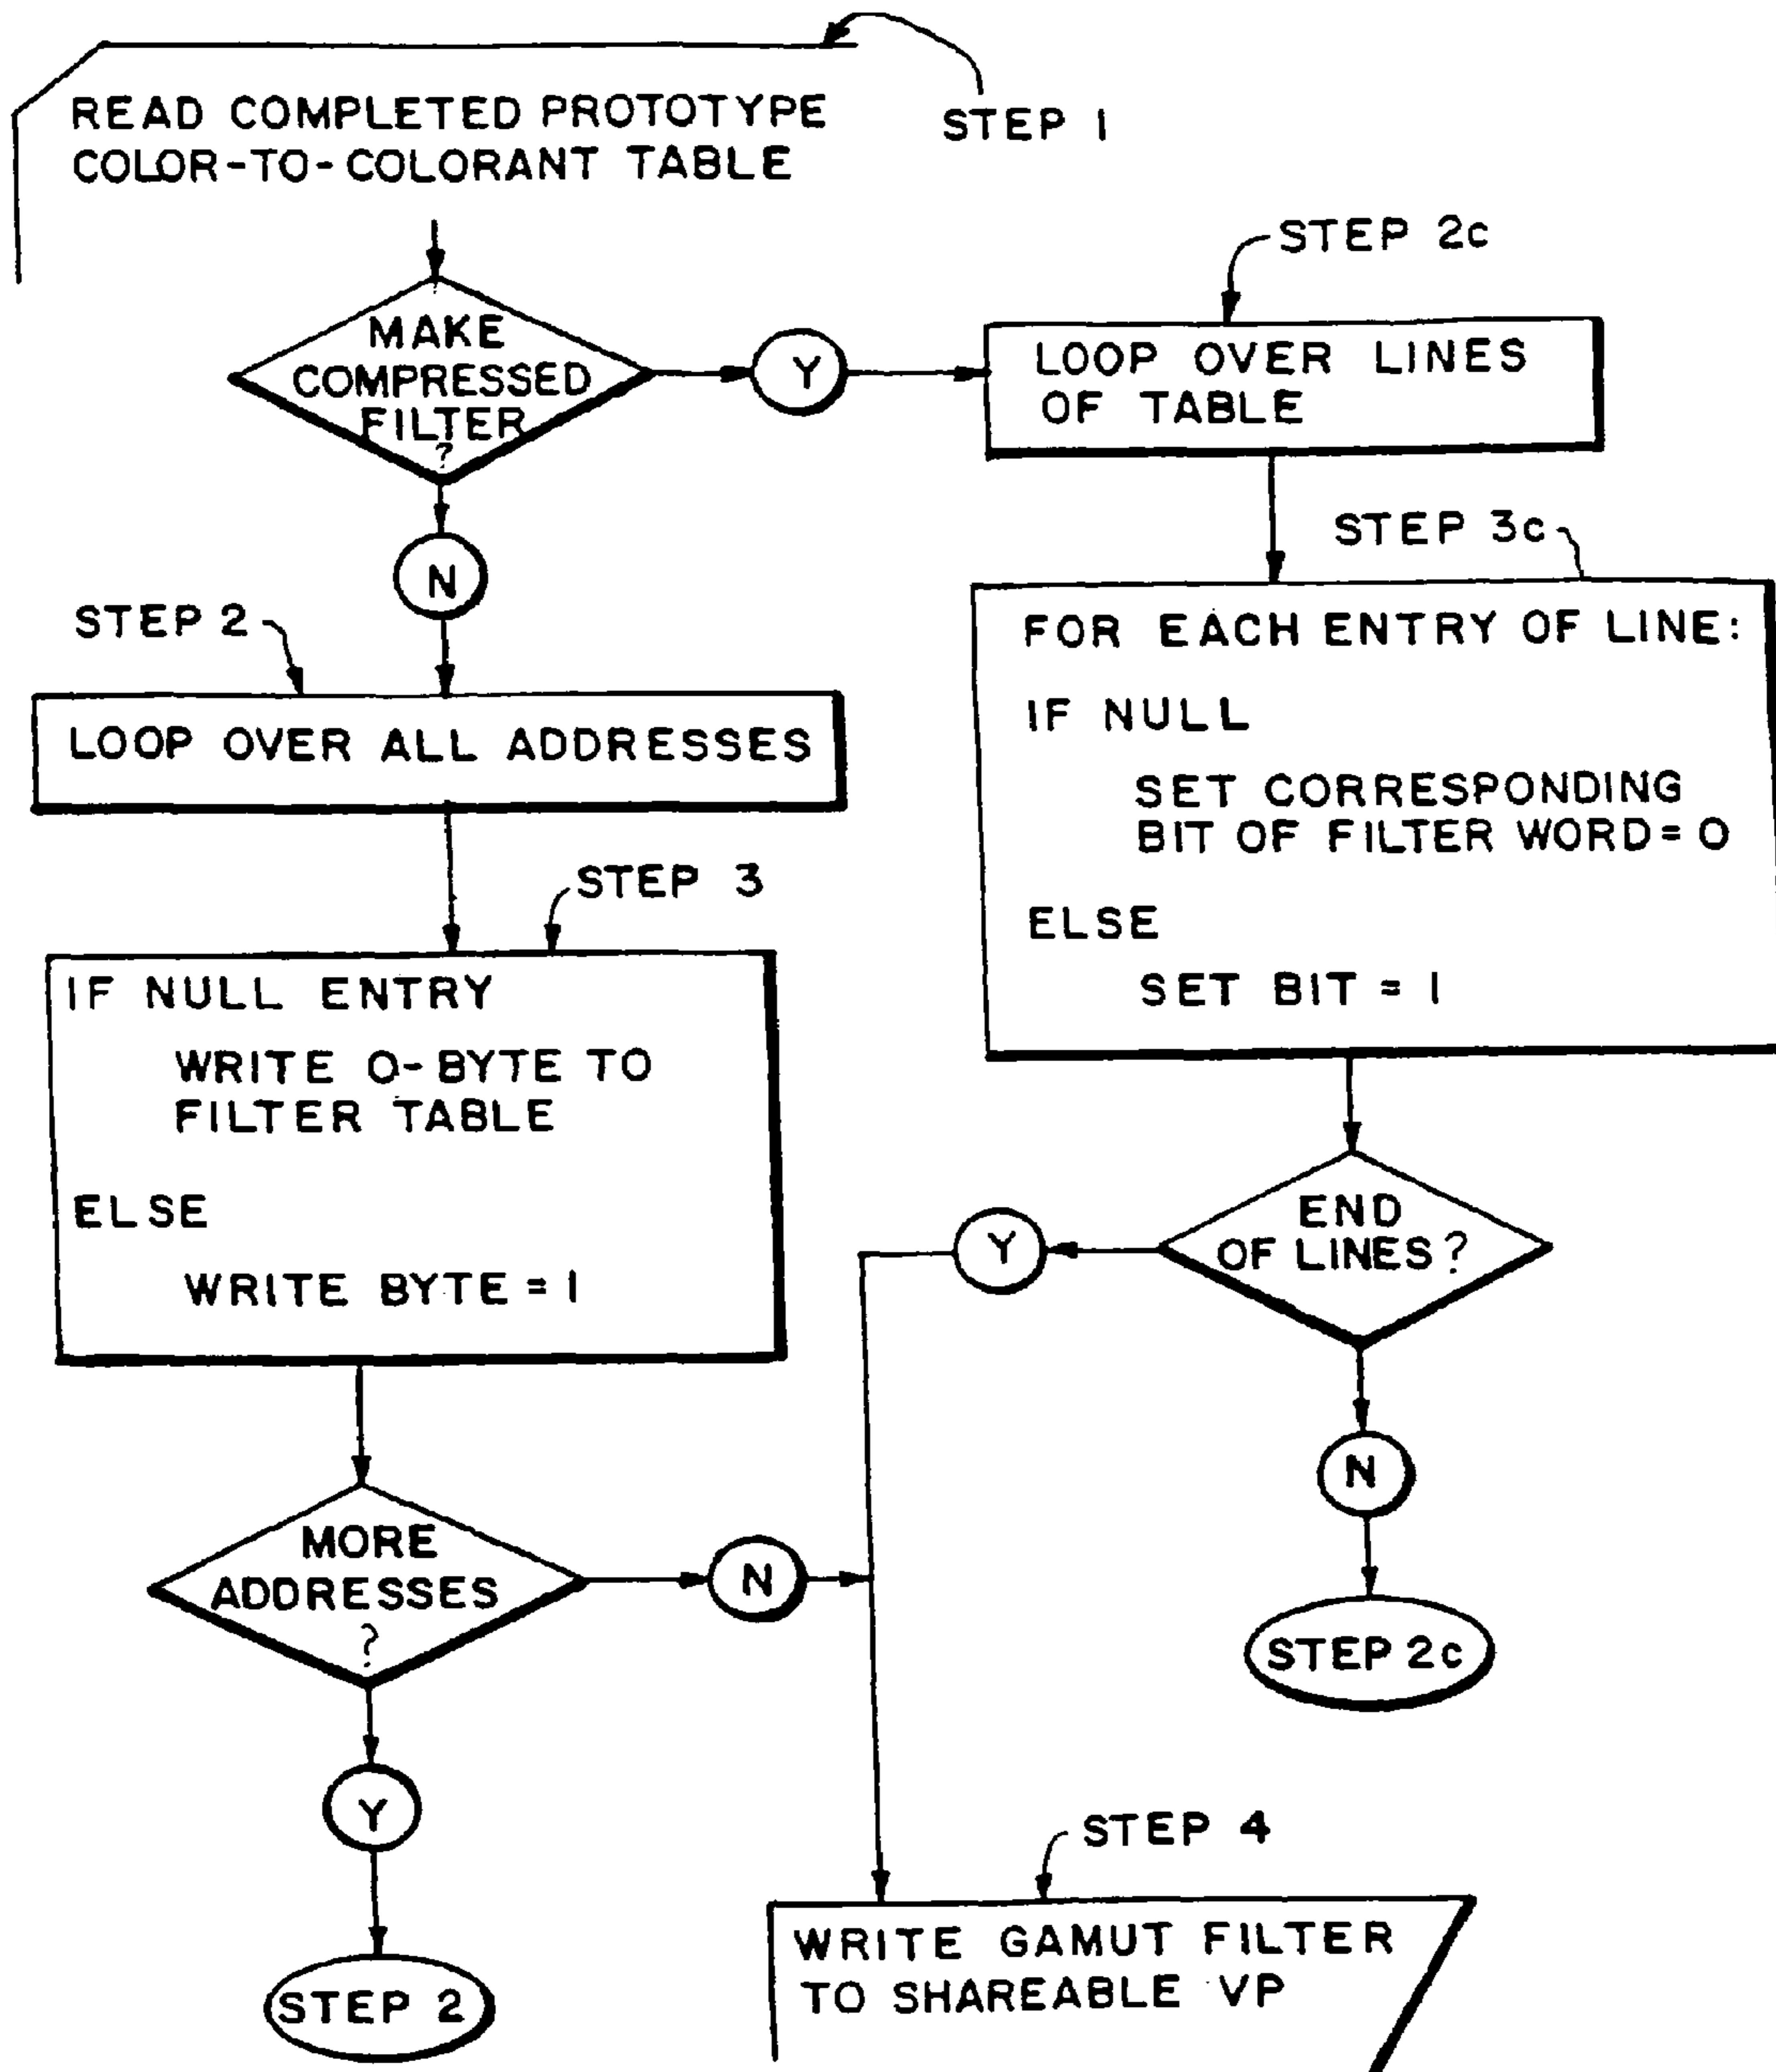 READ COMPLETED PROTOTYPE
COLOR-TO-COLORANT TABLE
STEP 1
MAKE
COMPRESSED
FILTER
?
Y
STEP 2c
LOOP OVER LINES
OF TABLE
N
STEP 3c
FOR EACH ENTRY OF LINE:
IF NULL
SET CORRESPONDING
BIT OF FILTER WORD = 0
ELSE
SET BIT = 1
STEP 2
LOOP OVER ALL ADDRESSES
STEP 3
IF NULL ENTRY
WRITE 0-BYTE TO
FILTER TABLE
ELSE
WRITE BYTE = 1
END
OF LINES?
Y
N
STEP 2c
MORE
ADDRESSES
?
N
Y
STEP 2
STEP 4
WRITE GAMUT FILTER
TO SHAREABLE VP